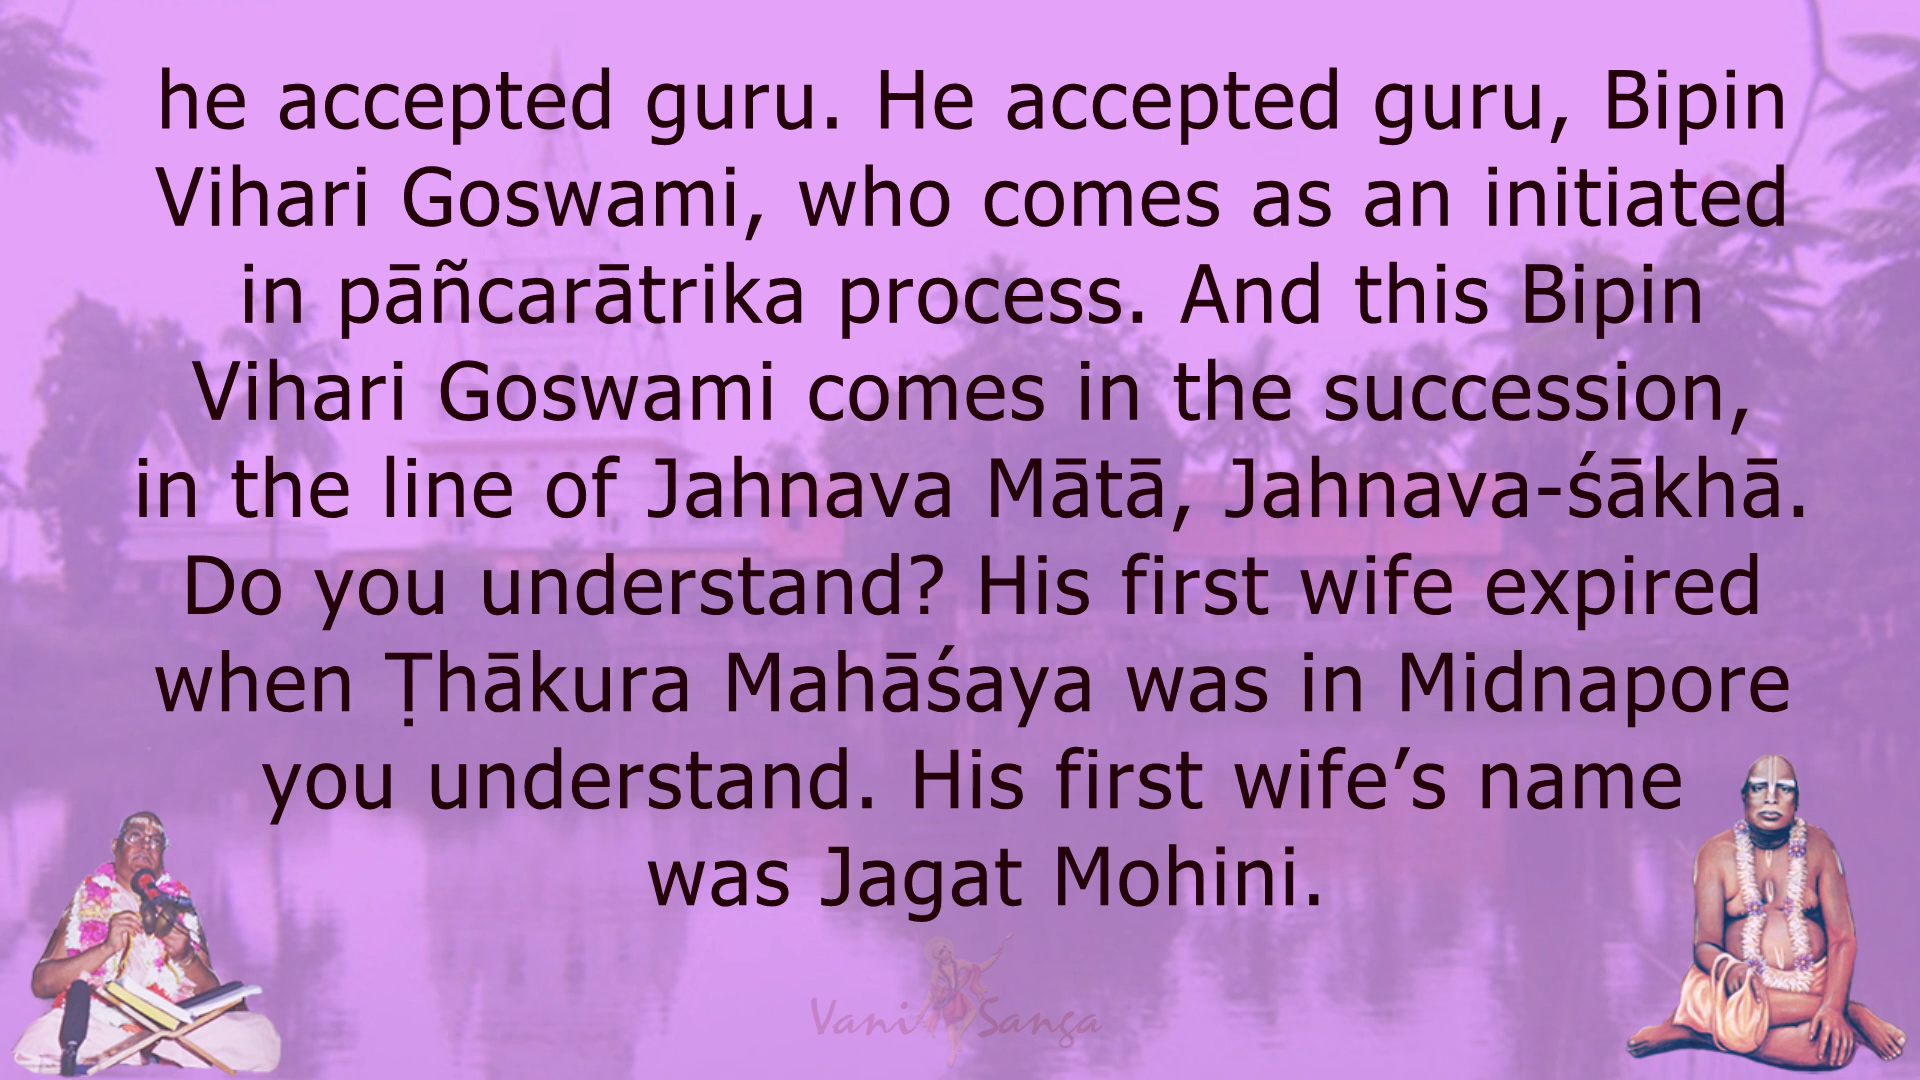 he accepted guru. He accepted guru, Bipin
Vihari Goswami, who comes as an initiated
in pāñcarātrika process. And this Bipin
Vihari Goswami comes in the succession,
in the line of Jahnava Mātā, Jahnava-śākhā.
Do you understand? His first wife expired
when Ṭhākura Mahāśaya was in Midnapore
you understand. His first wife’s name
was Jagat Mohini.
Vani Sanga